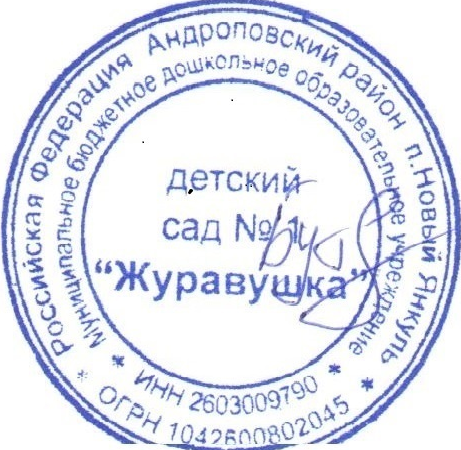 Российская Федерация Андроповский район п.Новый Янкуль
Муниципальное бюджетное дошкольное образовательное учреждение
детский
сад №1
“Журавушка”
* ИНН 2603009790 *
* ОГРН 1042600802045 *